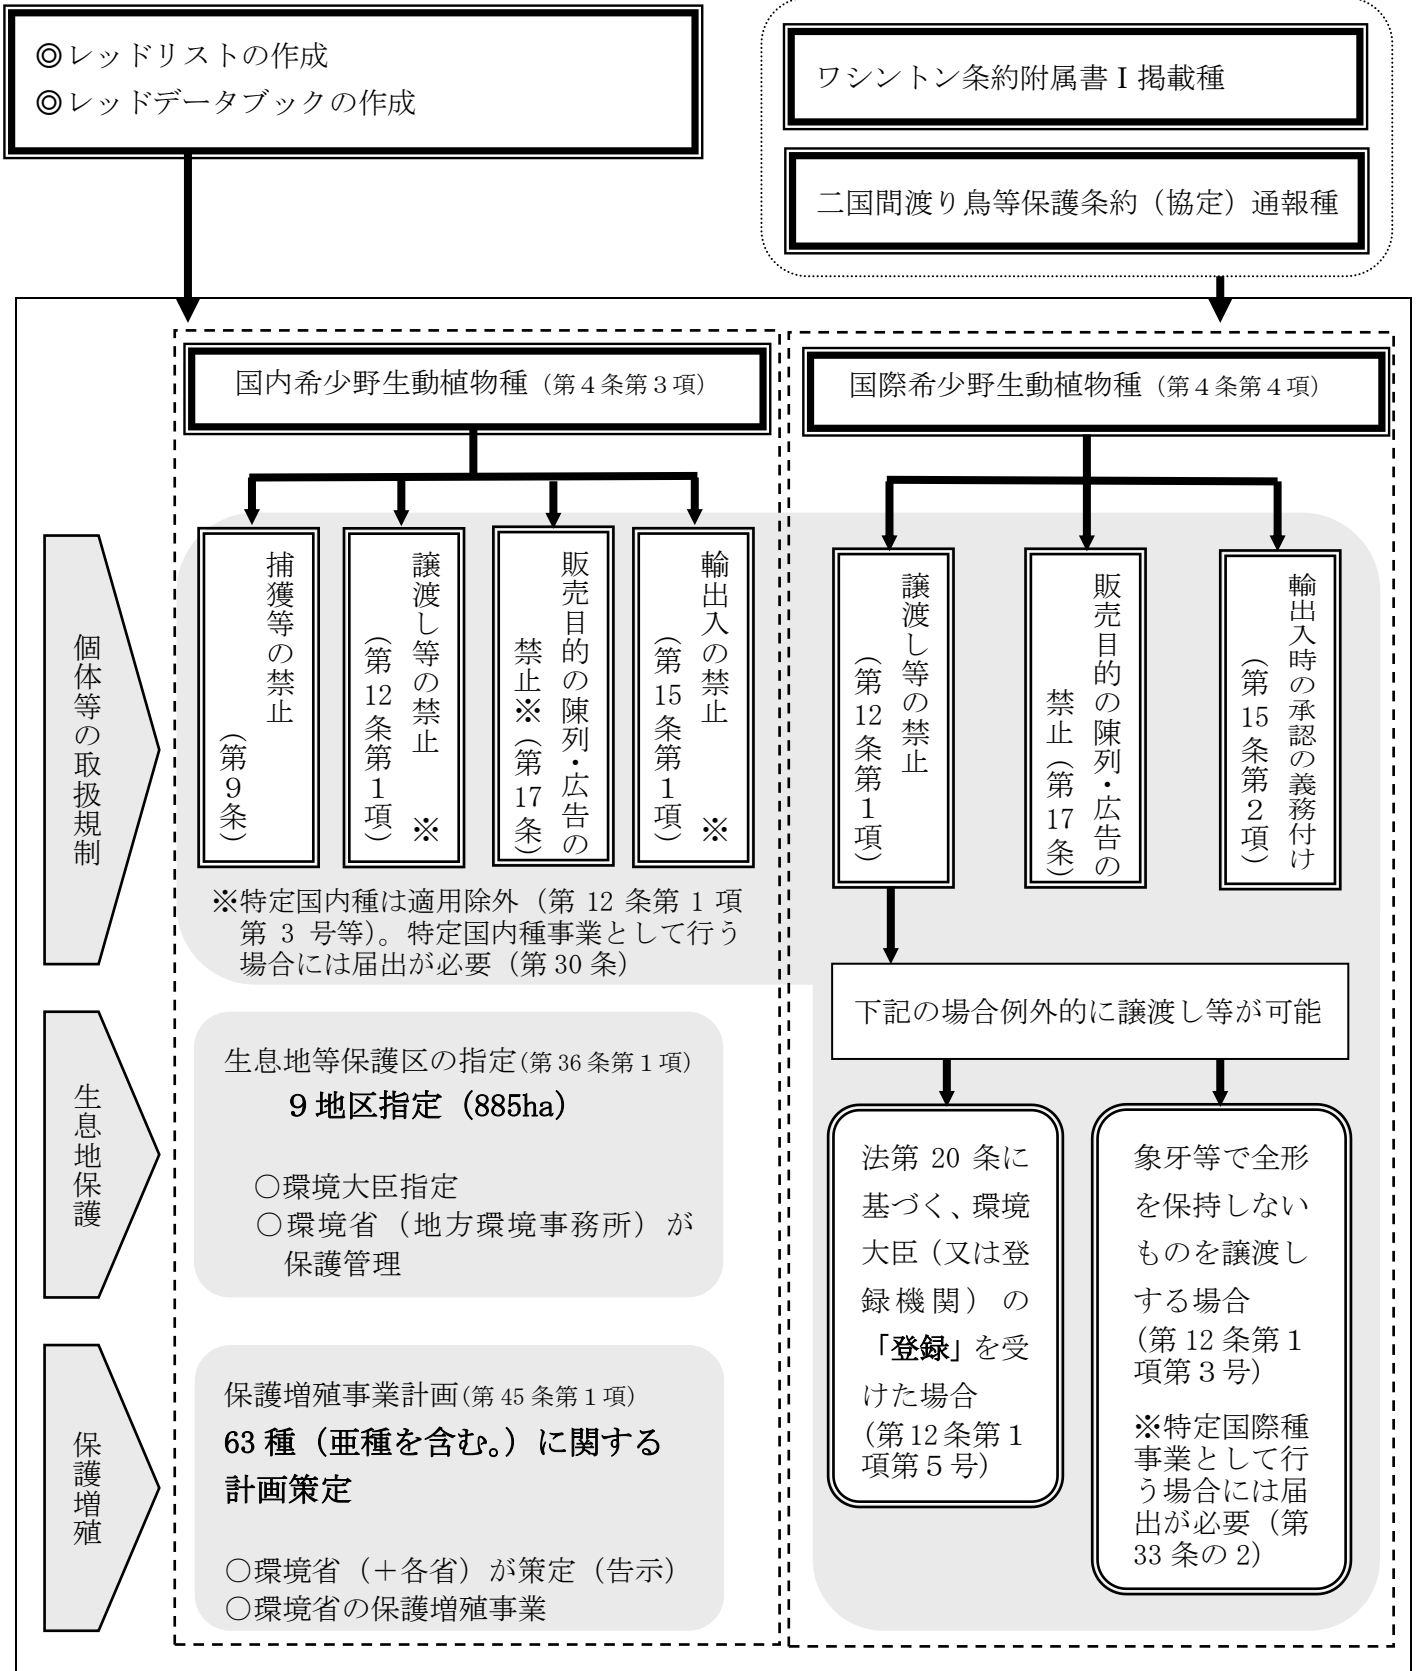 ◎レッドリストの作成
◎レッドデータブックの作成
ワシントン条約附属書Ⅰ掲載種
二国間渡り鳥等保護条約（協定）通報種
国内希少野生動植物種（第４条第３項）
国際希少野生動植物種（第４条第４項）
個体等の取扱規制
捕獲等の禁止
（第９条）
譲渡し等の禁止　※
（第12条第１項）
販売目的の陳列・広告の
禁止※（第17条）
輸出入の禁止　※
（第15条第１項）
譲渡し等の禁止
（第12条第１項）
販売目的の陳列・広告の
禁止（第17条）
輸出入時の承認の義務付け
（第15条第２項）
※特定国内種は適用除外（第 12 条第 1 項
第 3 号等）。特定国内種事業として行う
場合には届出が必要（第 30 条）
下記の場合例外的に譲渡し等が可能
生息地保護
生息地等保護区の指定(第 36 条第１項)
９地区指定（885ha）
○環境大臣指定
○環境省（地方環境事務所）が
保護管理
法第 20 条に
基づく、環境
大臣（又は登
録機関）の
「登録」を受
けた場合
(第 12 条第１
項第５号)
象牙等で全形
を保持しない
ものを譲渡し
する場合
(第 12 条第１
項第３号)
※特定国際種
事業として行
う場合には届
出が必要（第
33 条の 2）
保護増殖
保護増殖事業計画(第 45 条第１項)
63 種（亜種を含む。）に関する
計画策定
○環境省（＋各省）が策定（告示）
○環境省の保護増殖事業